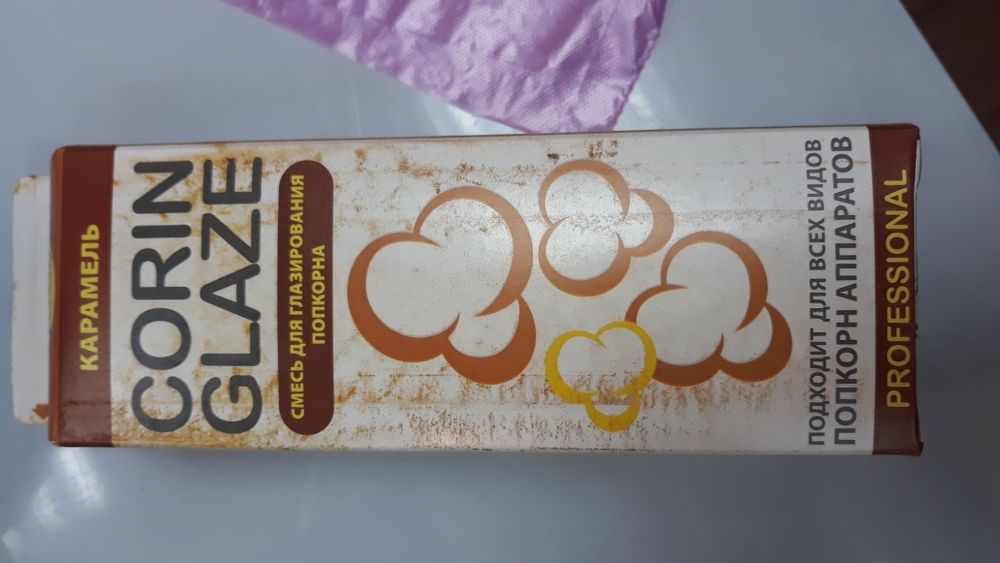 КАРАМЕЛЬ
CORIN
GLAZE
СМЕСЬ ДЛЯ ГЛАЗИРОВАНИЯ
ПОПКОРНА
ПОДХОДИТ ДЛЯ ВСЕХ ВИДОВ
ПОПКОРН АППАРАТОВ
PROFESSIONAL